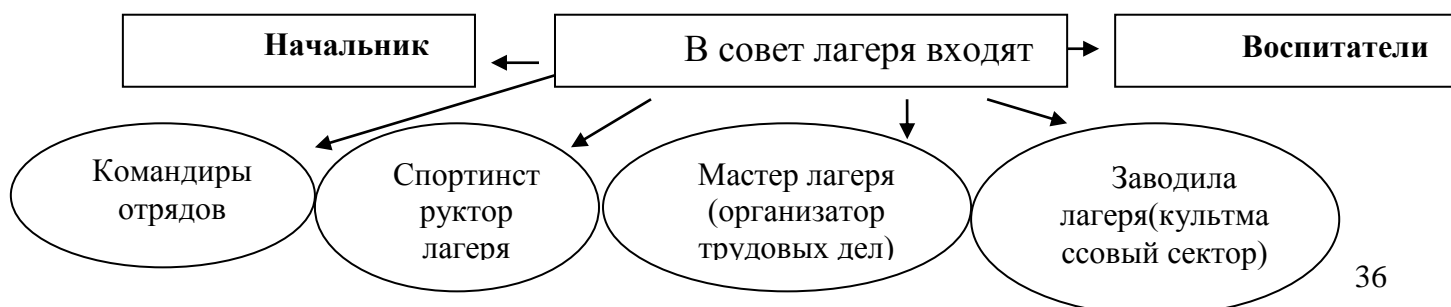 Начальник
В совет лагеря входят
Воспитатели
Командиры
отрядов
Спортинст
руктор
лагеря
Мастер лагеря
(организатор
трудовых дел)
Заводила
лагеря(культма
ссовый сектор)
36